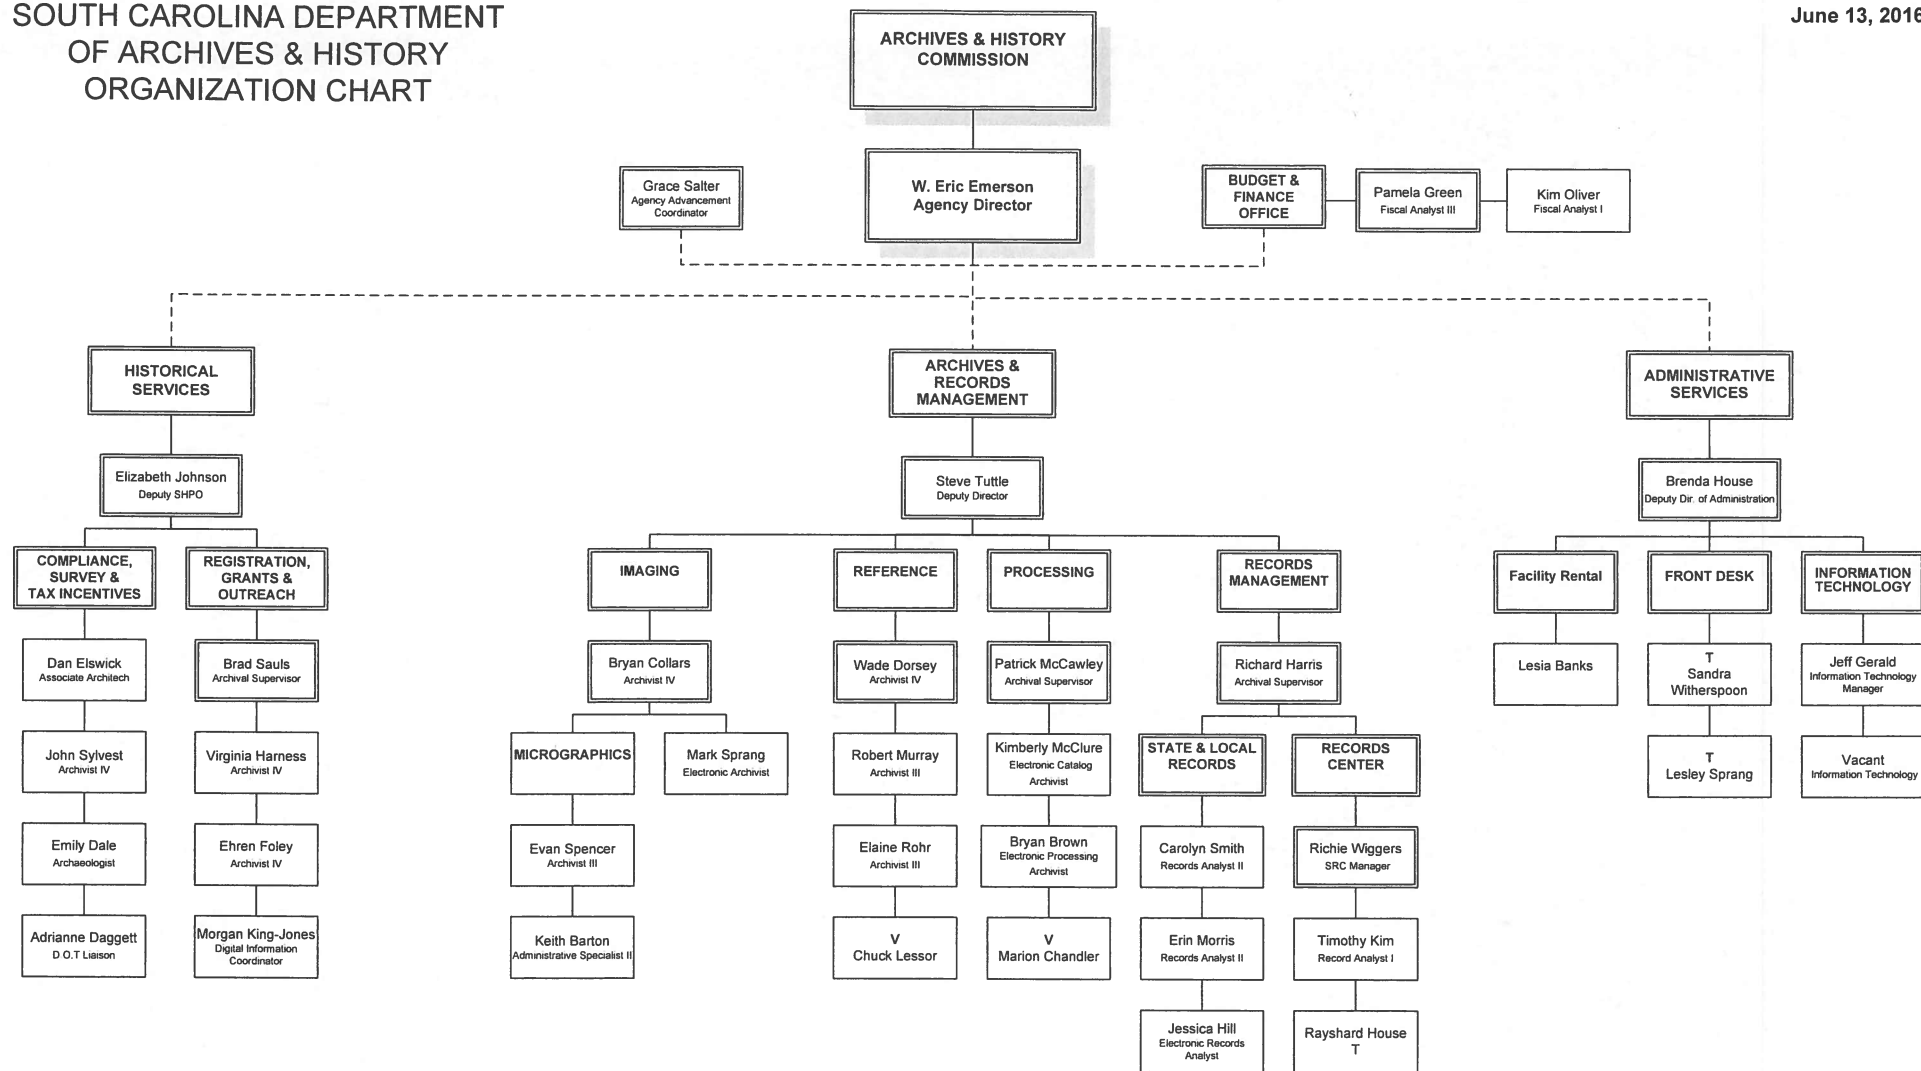 SOUTH CAROLINA DEPARTMENT
OF ARCHIVES & HISTORY
ORGANIZATION CHART
June 13, 2016
ARCHIVES & HISTORY
COMMISSION
W. Eric Emerson
Agency Director
Grace Salter
Agency Advancement
Coordinator
BUDGET &
FINANCE
OFFICE
Pamela Green
Fiscal Analyst III
Kim Oliver
Fiscal Analyst I
HISTORICAL
SERVICES
Elizabeth Johnson
Deputy SHPO
COMPLIANCE,
SURVEY &
TAX INCENTIVES
Dan Elswick
Associate Architech
John Sylvest
Archivist IV
Emily Dale
Archaeologist
Adrianne Daggett
D O.T Liaison
REGISTRATION,
GRANTS &
OUTREACH
Brad Sauls
Archival Supervisor
Virginia Harness
Archivist IV
Ehren Foley
Archivist IV
Morgan King-Jones
Digital Information
Coordinator
ARCHIVES &
RECORDS
MANAGEMENT
Steve Tuttle
Deputy Director
IMAGING
Bryan Collars
Archivist IV
MICROGRAPHICS
Evan Spencer
Archivist III
Keith Barton
Administrative Specialist II
Mark Sprang
Electronic Archivist
REFERENCE
Wade Dorsey
Archivist IV
Robert Murray
Archivist III
Elaine Rohr
Archivist III
V
Chuck Lessor
PROCESSING
Patrick McCawley
Archival Supervisor
Kimberly McClure
Electronic Catalog
Archivist
Bryan Brown
Electronic Processing
Archivist
V
Marion Chandler
RECORDS
MANAGEMENT
Richard Harris
Archival Supervisor
STATE & LOCAL
RECORDS
Carolyn Smith
Records Analyst II
Erin Morris
Records Analyst II
Jessica Hill
Electronic Records
Analyst
RECORDS
CENTER
Richie Wiggers
SRC Manager
Timothy Kim
Record Analyst I
Rayshard House
T
ADMINISTRATIVE
SERVICES
Brenda House
Deputy Dir. of Administration
Facility Rental
Lesia Banks
FRONT DESK
T
Sandra
Witherspoon
T
Lesley Sprang
INFORMATION
TECHNOLOGY
Jeff Gerald
Information Technology
Manager
Vacant
Information Technology